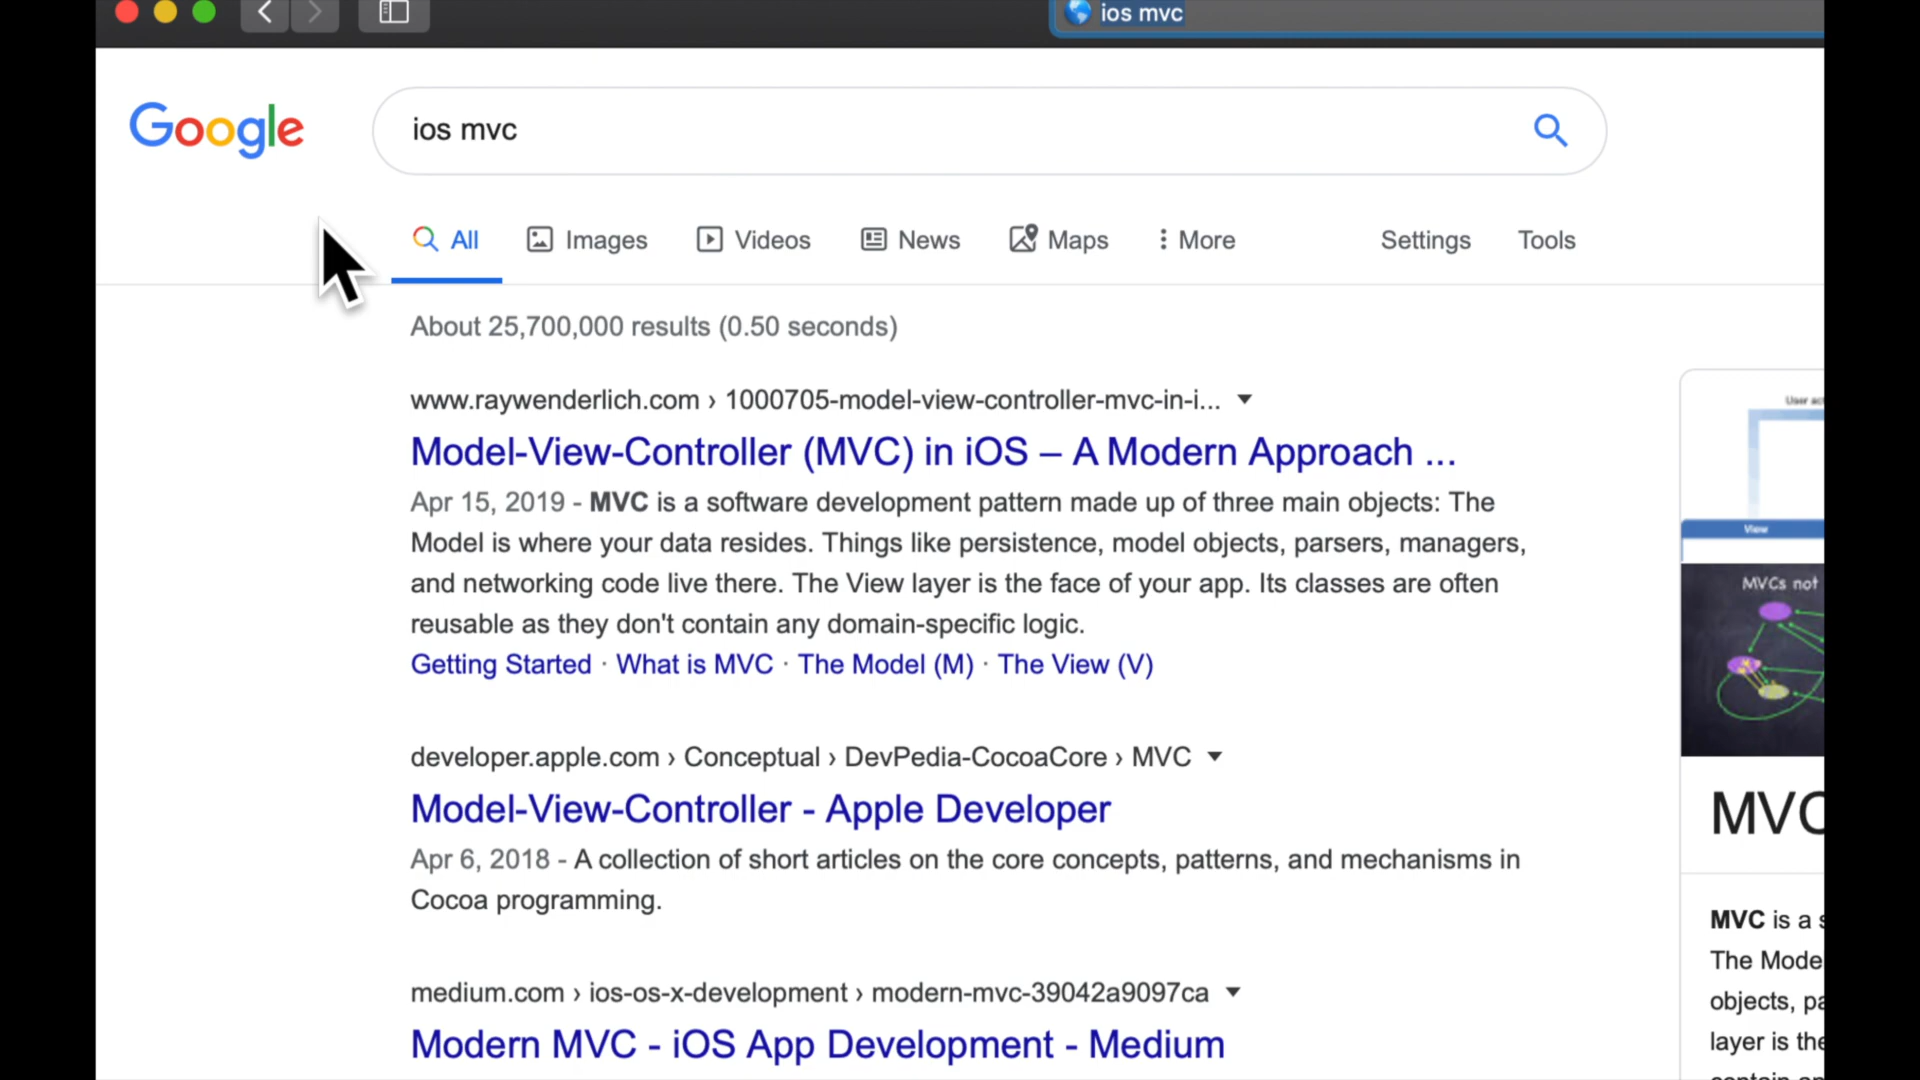 ios mvc
Google
ios mvc
All
Images
Videos
News
Maps
More
Settings
Tools
About 25,700,000 results (0.50 seconds)
www.raywenderlich.com › 1000705-model-view-controller-mvc-in-i...
Model-View-Controller (MVC) in iOS – A Modern Approach ...
Apr 15, 2019 - MVC is a software development pattern made up of three main objects: The
Model is where your data resides. Things like persistence, model objects, parsers, managers,
and networking code live there. The View layer is the face of your app. Its classes are often
reusable as they don't contain any domain-specific logic.
Getting Started · What is MVC · The Model (M) · The View (V)
developer.apple.com › Conceptual › DevPedia-CocoaCore › MVC
Model-View-Controller - Apple Developer
Apr 6, 2018 - A collection of short articles on the core concepts, patterns, and mechanisms in
Cocoa programming.
medium.com › ios-os-x-development › modern-mvc-39042a9097ca
Modern MVC - iOS App Development - Medium
User
View
MVCs not
MVC
MVC is a
The
objects,
layer is